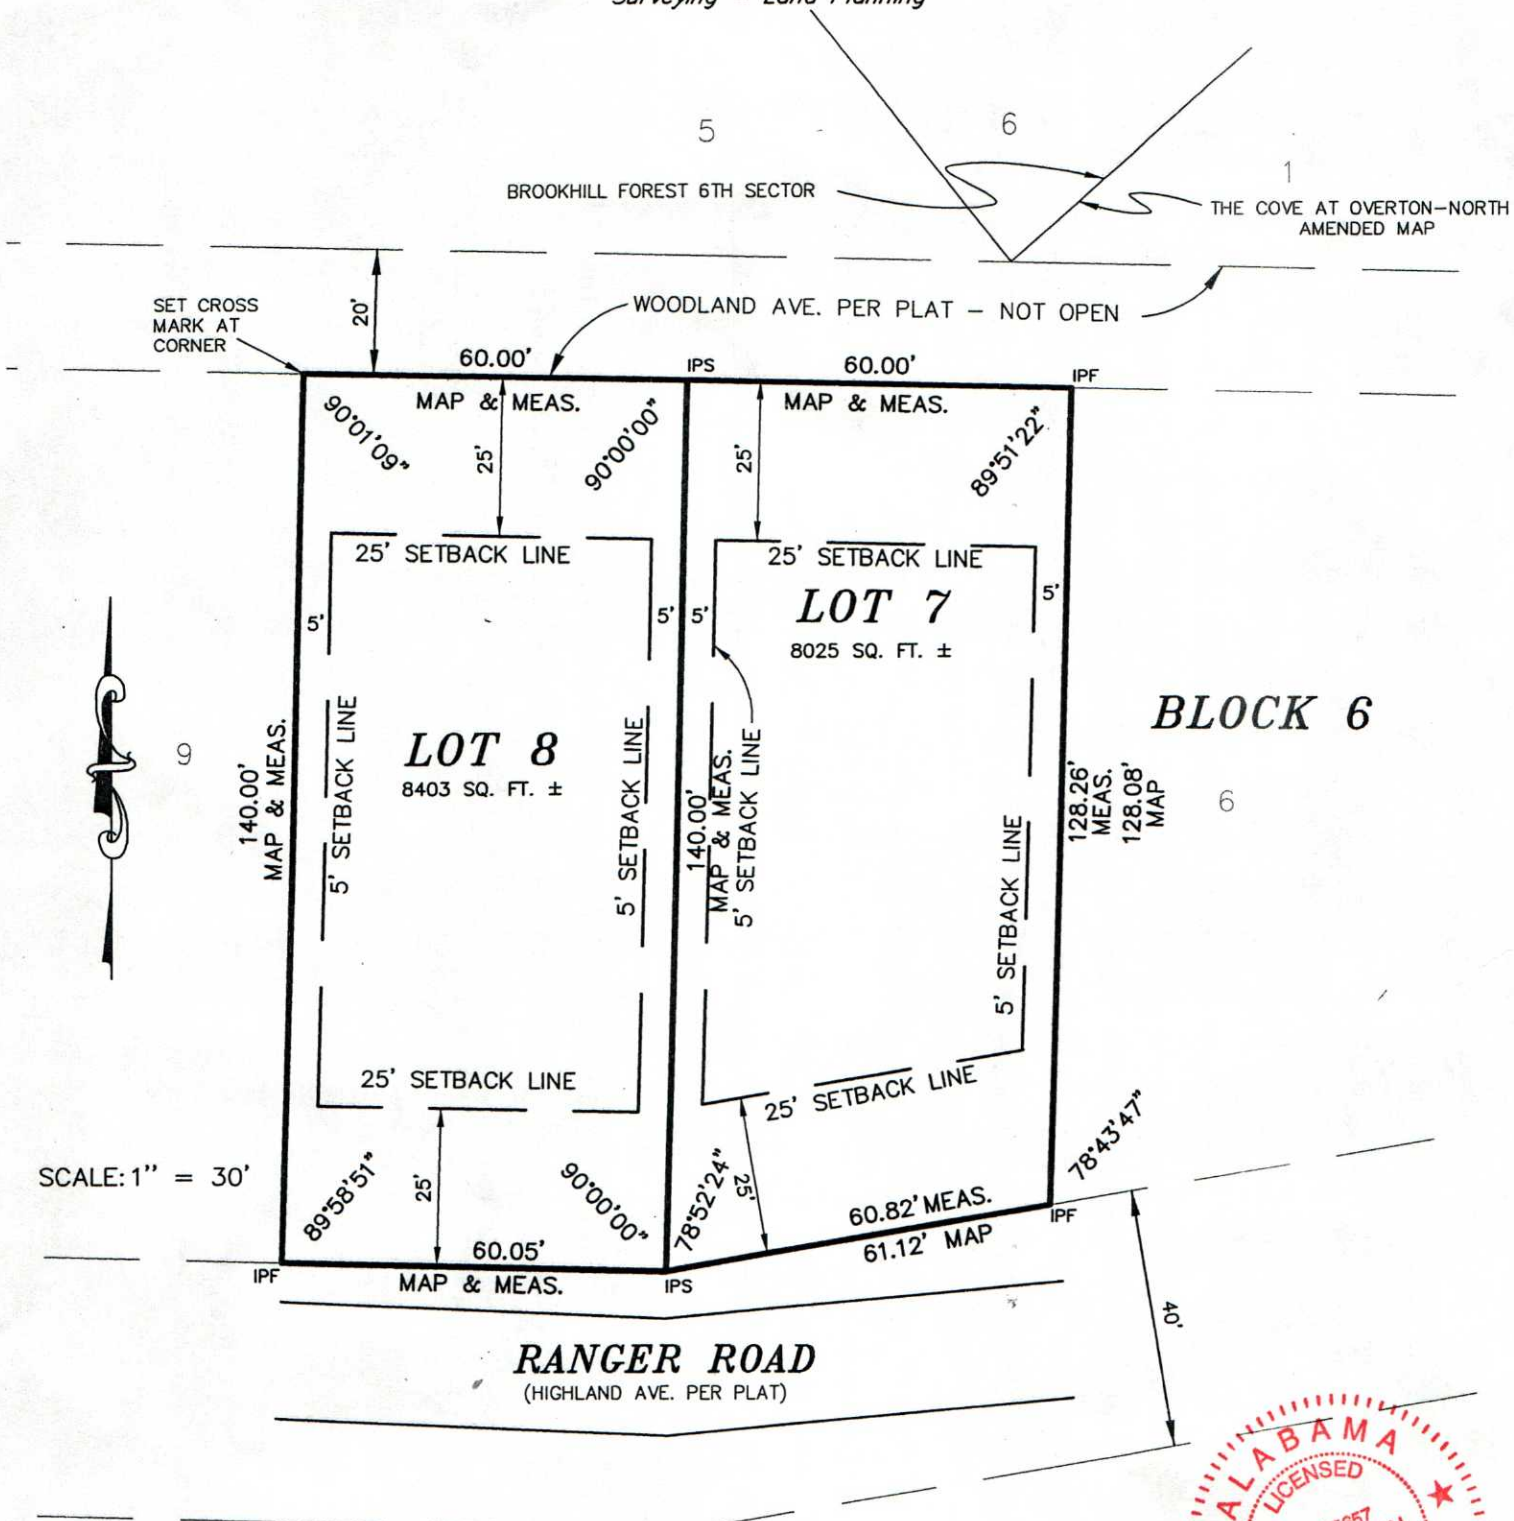 5
6
1
BROOKHILL FOREST 6TH SECTOR
THE COVE AT OVERTON-NORTH
AMENDED MAP
SET CROSS
MARK AT
CORNER
20'
WOODLAND AVE. PER PLAT - NOT OPEN
60.00'
IPS
60.00'
IPF
MAP & MEAS.
MAP & MEAS.
90°01'09"
25'
90°00'00"
25'
89°51'22"
25' SETBACK LINE
25' SETBACK LINE
5'
5'
5'
5'
LOT 7
8025 SQ. FT. ±
BLOCK 6
9
140.00'
MAP & MEAS.
5' SETBACK LINE
LOT 8
8403 SQ. FT. ±
5' SETBACK LINE
140.00'
MAP & MEAS.
5' SETBACK LINE
5' SETBACK LINE
128.26'
MEAS.
128.08'
MAP
6
25' SETBACK LINE
25' SETBACK LINE
SCALE: 1" = 30'
89°58'51"
25'
90°00'00"
78°52'24"
25'
78°43'47"
60.82' MEAS.
61.12' MAP
IPF
60.05'
MAP & MEAS.
IPF
IPS
40'
RANGER ROAD
(HIGHLAND AVE. PER PLAT)
ALABAMA
LICENSED